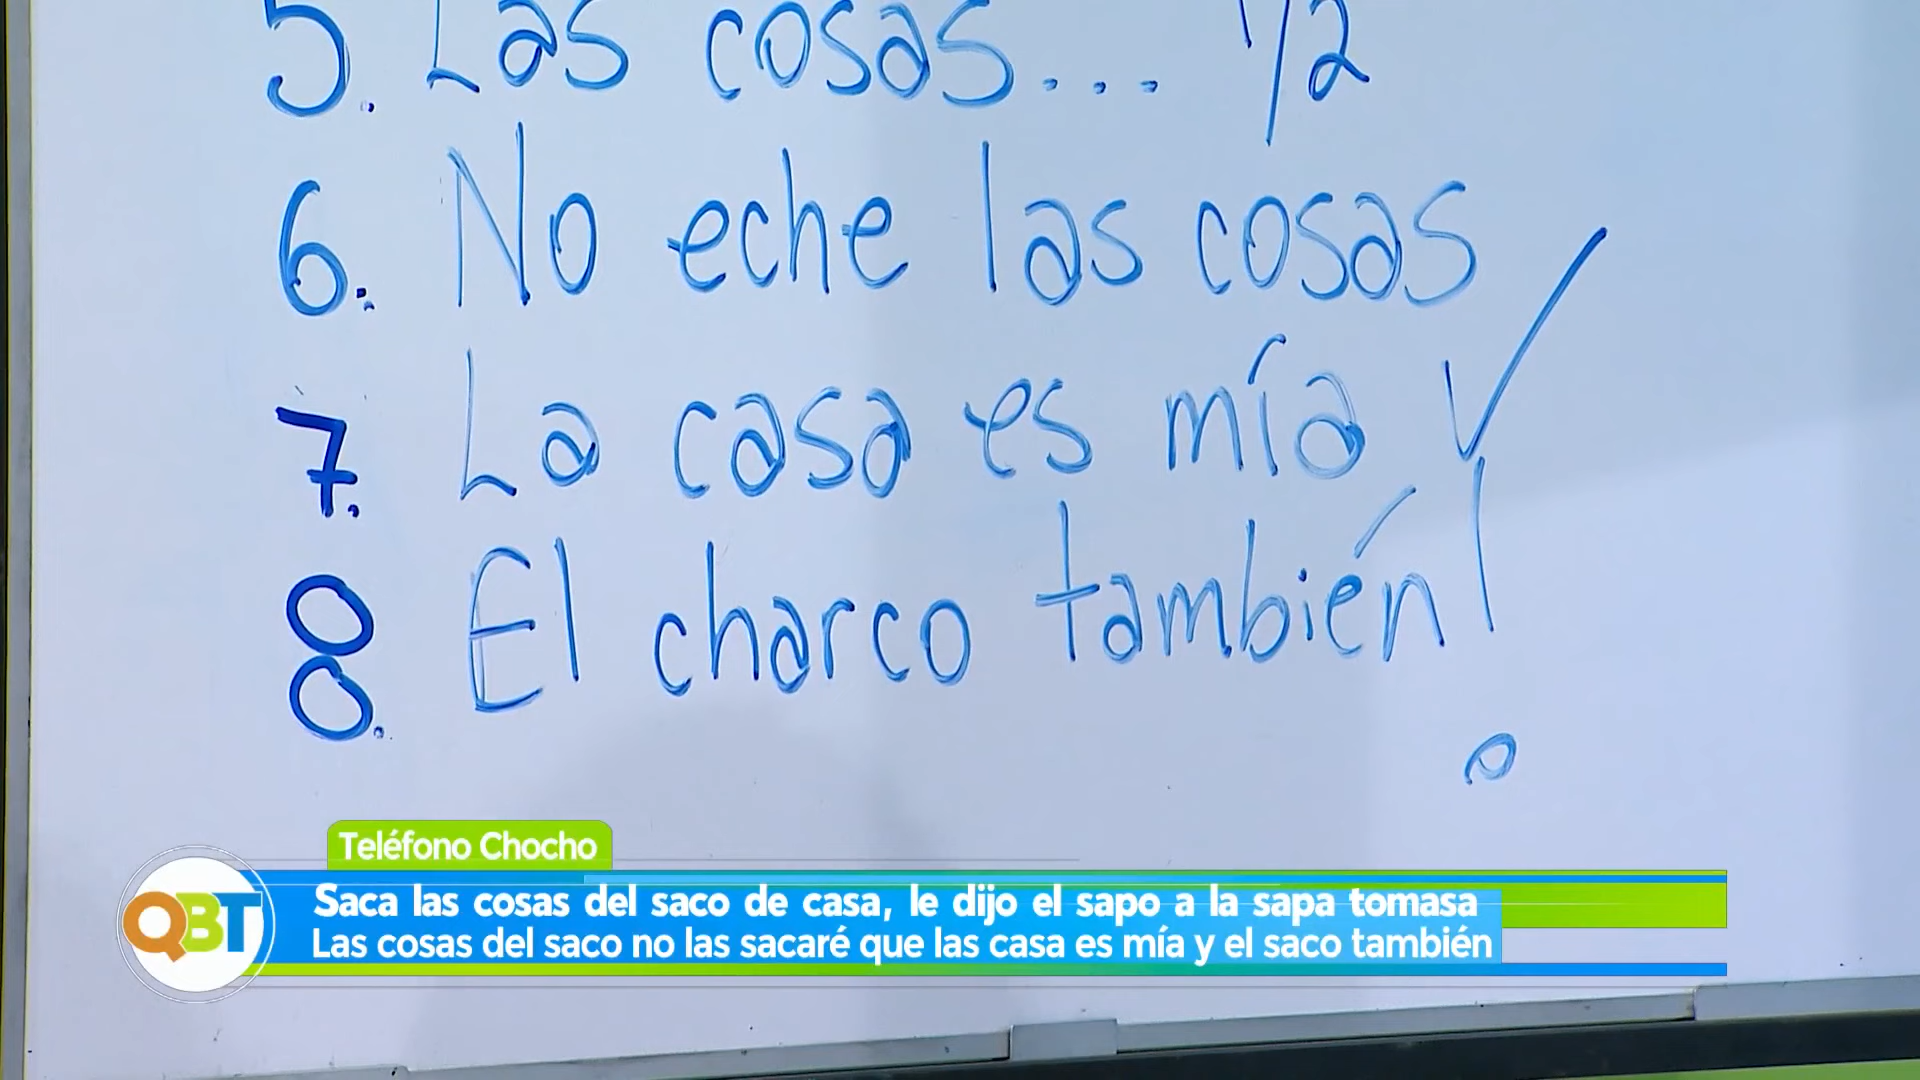 5. Las cosas... 1/2
6. No eche las cosas
7. La casa es mía ✓
8. El charco también!
Teléfono Chocho
QBT
Saca las cosas del saco de casa, le dijo el sapo a la sapa tomasa
Las cosas del saco no las sacaré que las casa es mía y el saco también